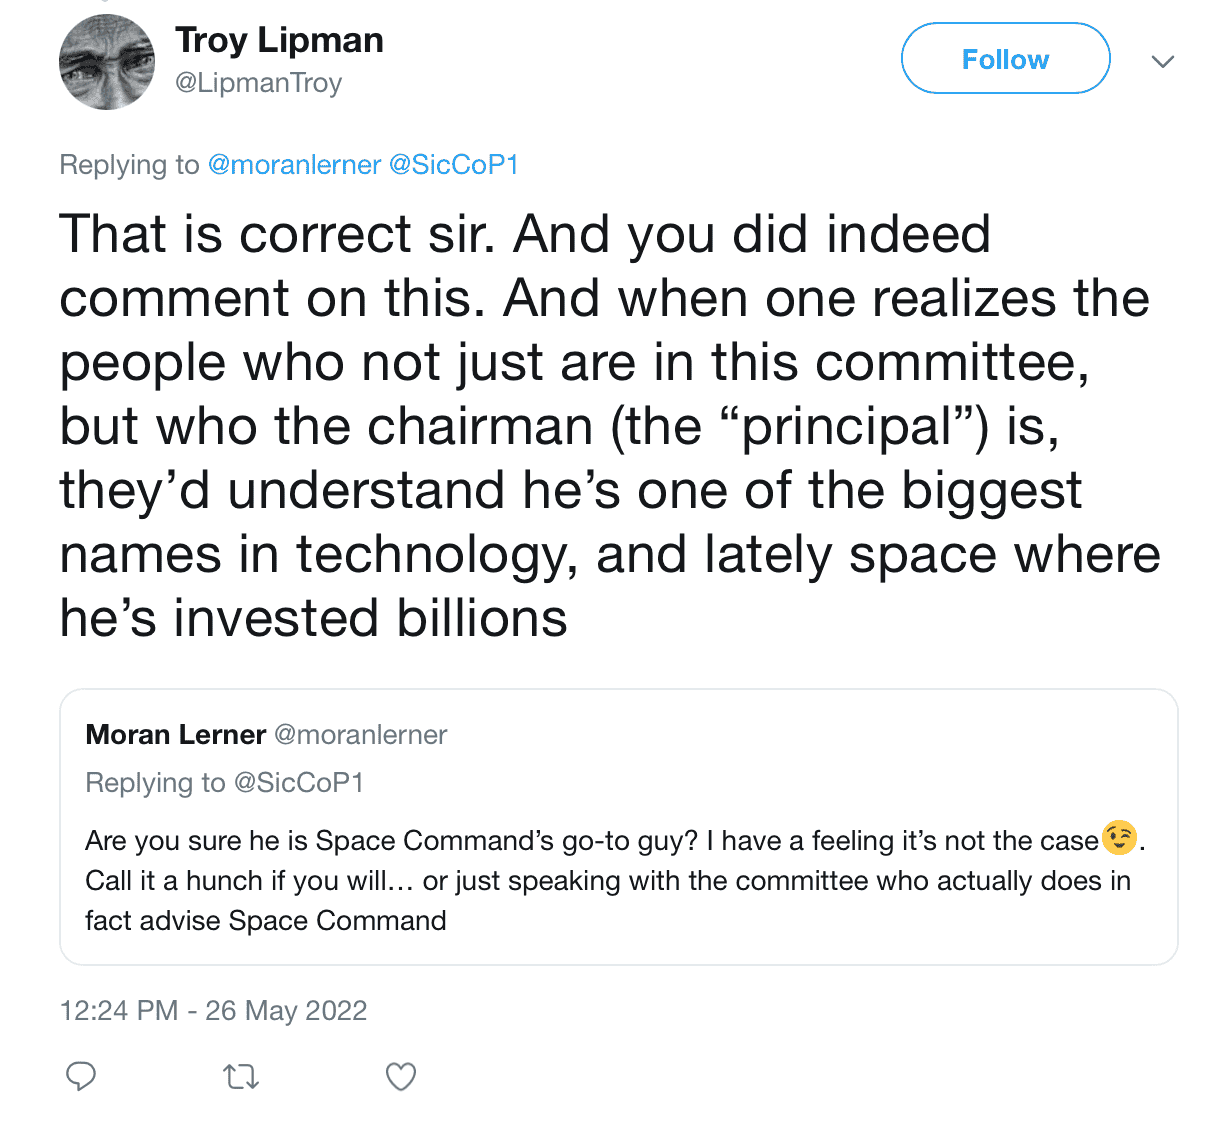 Troy Lipman
@LipmanTroy
Follow
Replying to @moranlerner @SicCoP1
That is correct sir. And you did indeed
comment on this. And when one realizes the
people who not just are in this committee,
but who the chairman (the “principal”) is,
they’d understand he’s one of the biggest
names in technology, and lately space where
he’s invested billions
Moran Lerner @moranlerner
Replying to @SicCoP1
Are you sure he is Space Command’s go-to guy? I have a feeling it’s not the case😉.
Call it a hunch if you will... or just speaking with the committee who actually does in
fact advise Space Command
12:24 PM - 26 May 2022